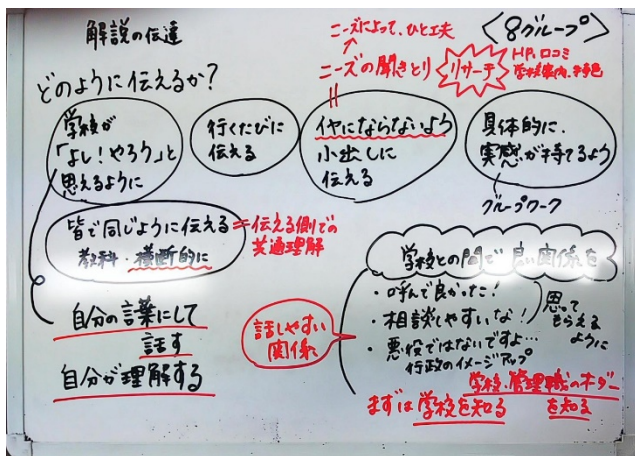 解説の伝達
<8グループ>
ニーズによって、ひと工夫
ニーズの聞きとり
リサーチ
HP、口コミ
学校案内、特色
どのように伝えるか?
学校が
「よし!やろう」と
思えるように
行くたびに
伝える
イヤにならないよう
小出しに
伝える
具体的に、
実感が持てるよう
グループワーク
皆で同じように伝える
教科・横断的に
=伝える側での
共通理解
自分の言葉にして
話す
自分が理解する
学校との間で良い関係を
・呼んで良かった!
・相談しやすいな!
・悪役ではないですよ…
行政のイメージアップ
思って
もらえる
ように
話しやすい
関係に
まずは学校を知る
学校、管理職のオーダー
を知る